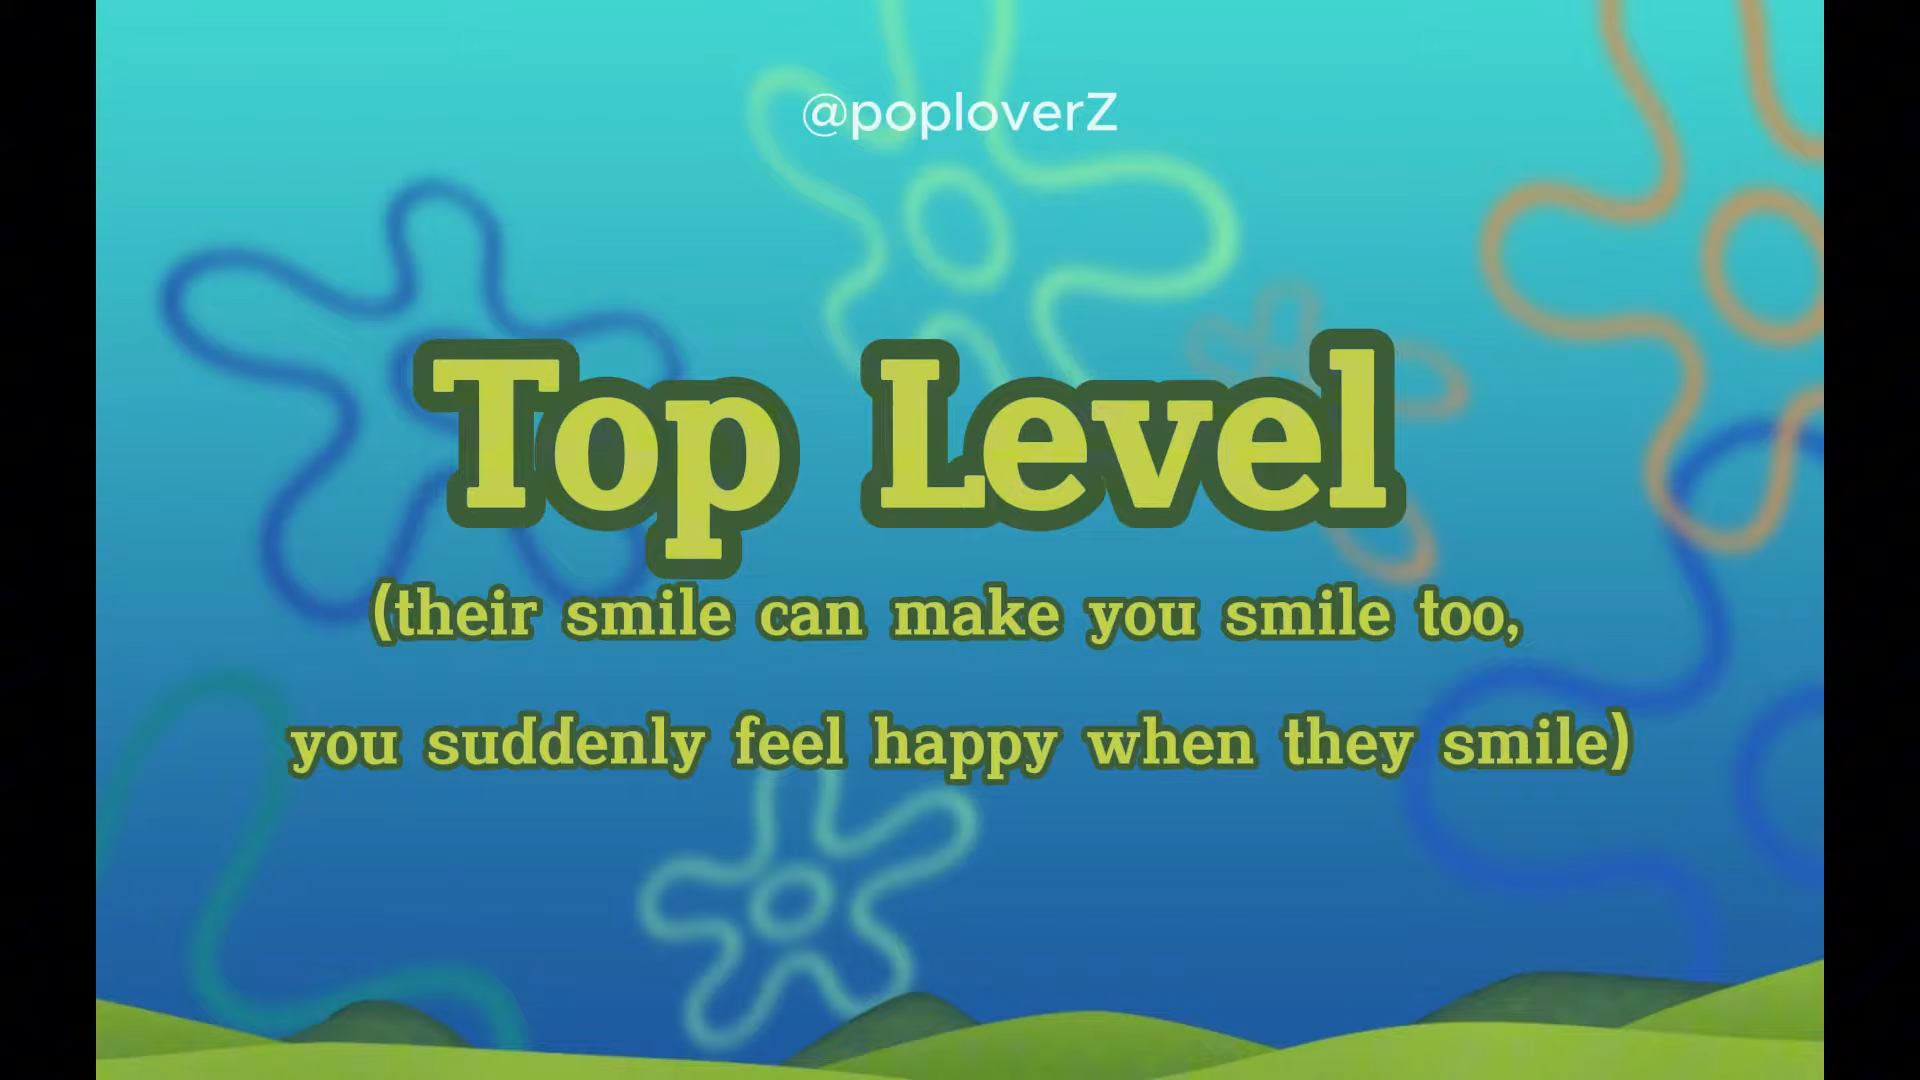 @poploverZ
Top Level
(their smile can make you smile too,
you suddenly feel happy when they smile)